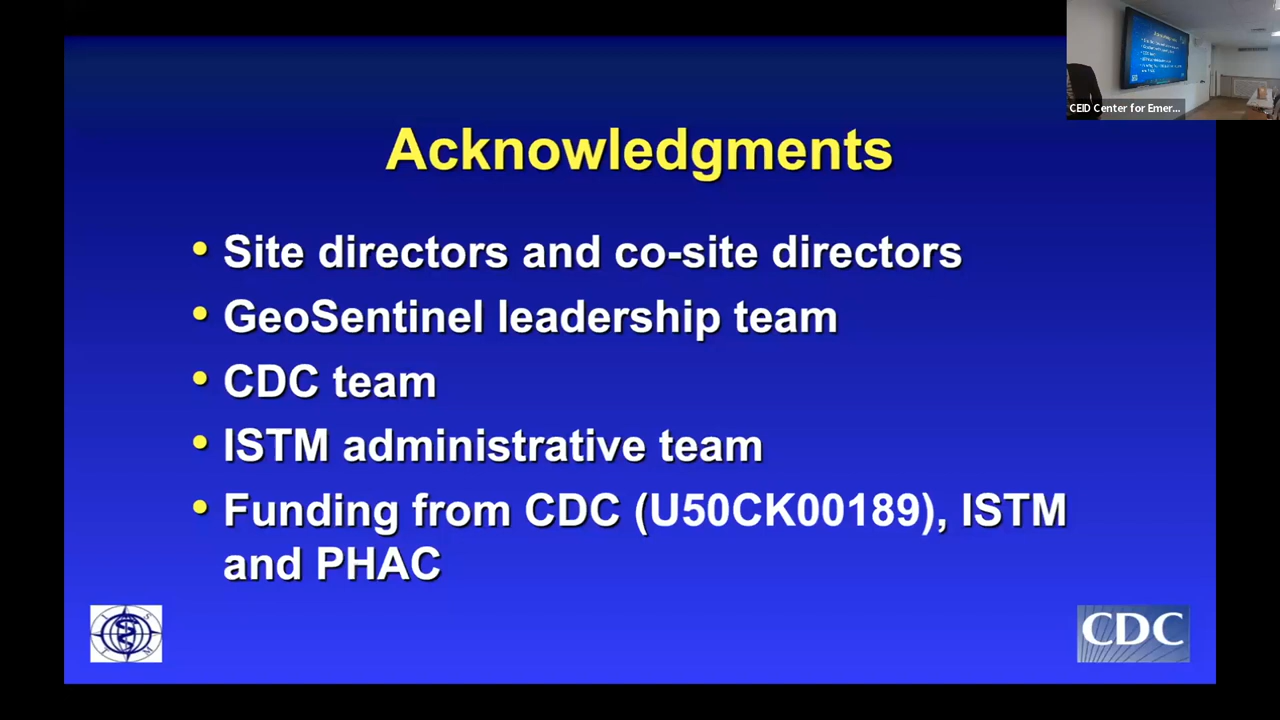 Acknowledgments
• Site directors and co-site directors
• GeoSentinel leadership team
• CDC team
• ISTM administrative team
• Funding from CDC (U50CK00189), ISTM
and PHAC
CDC
CEID Center for Emer...